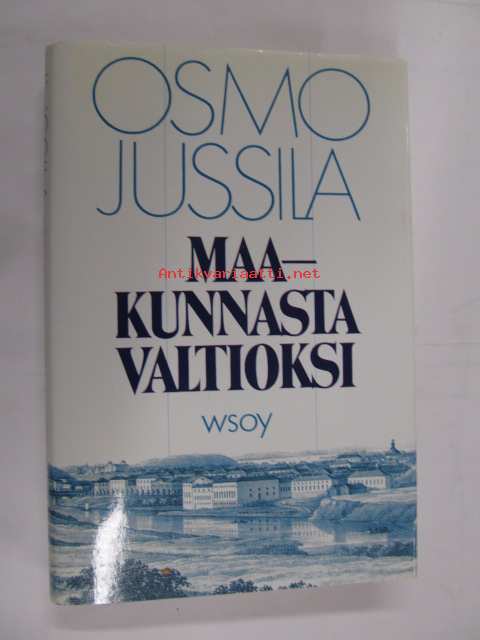 OSMO
JUSSILA
MAA–
KUNNASTA
VALTIOKSI
WSOY
Antikvariaatti.net